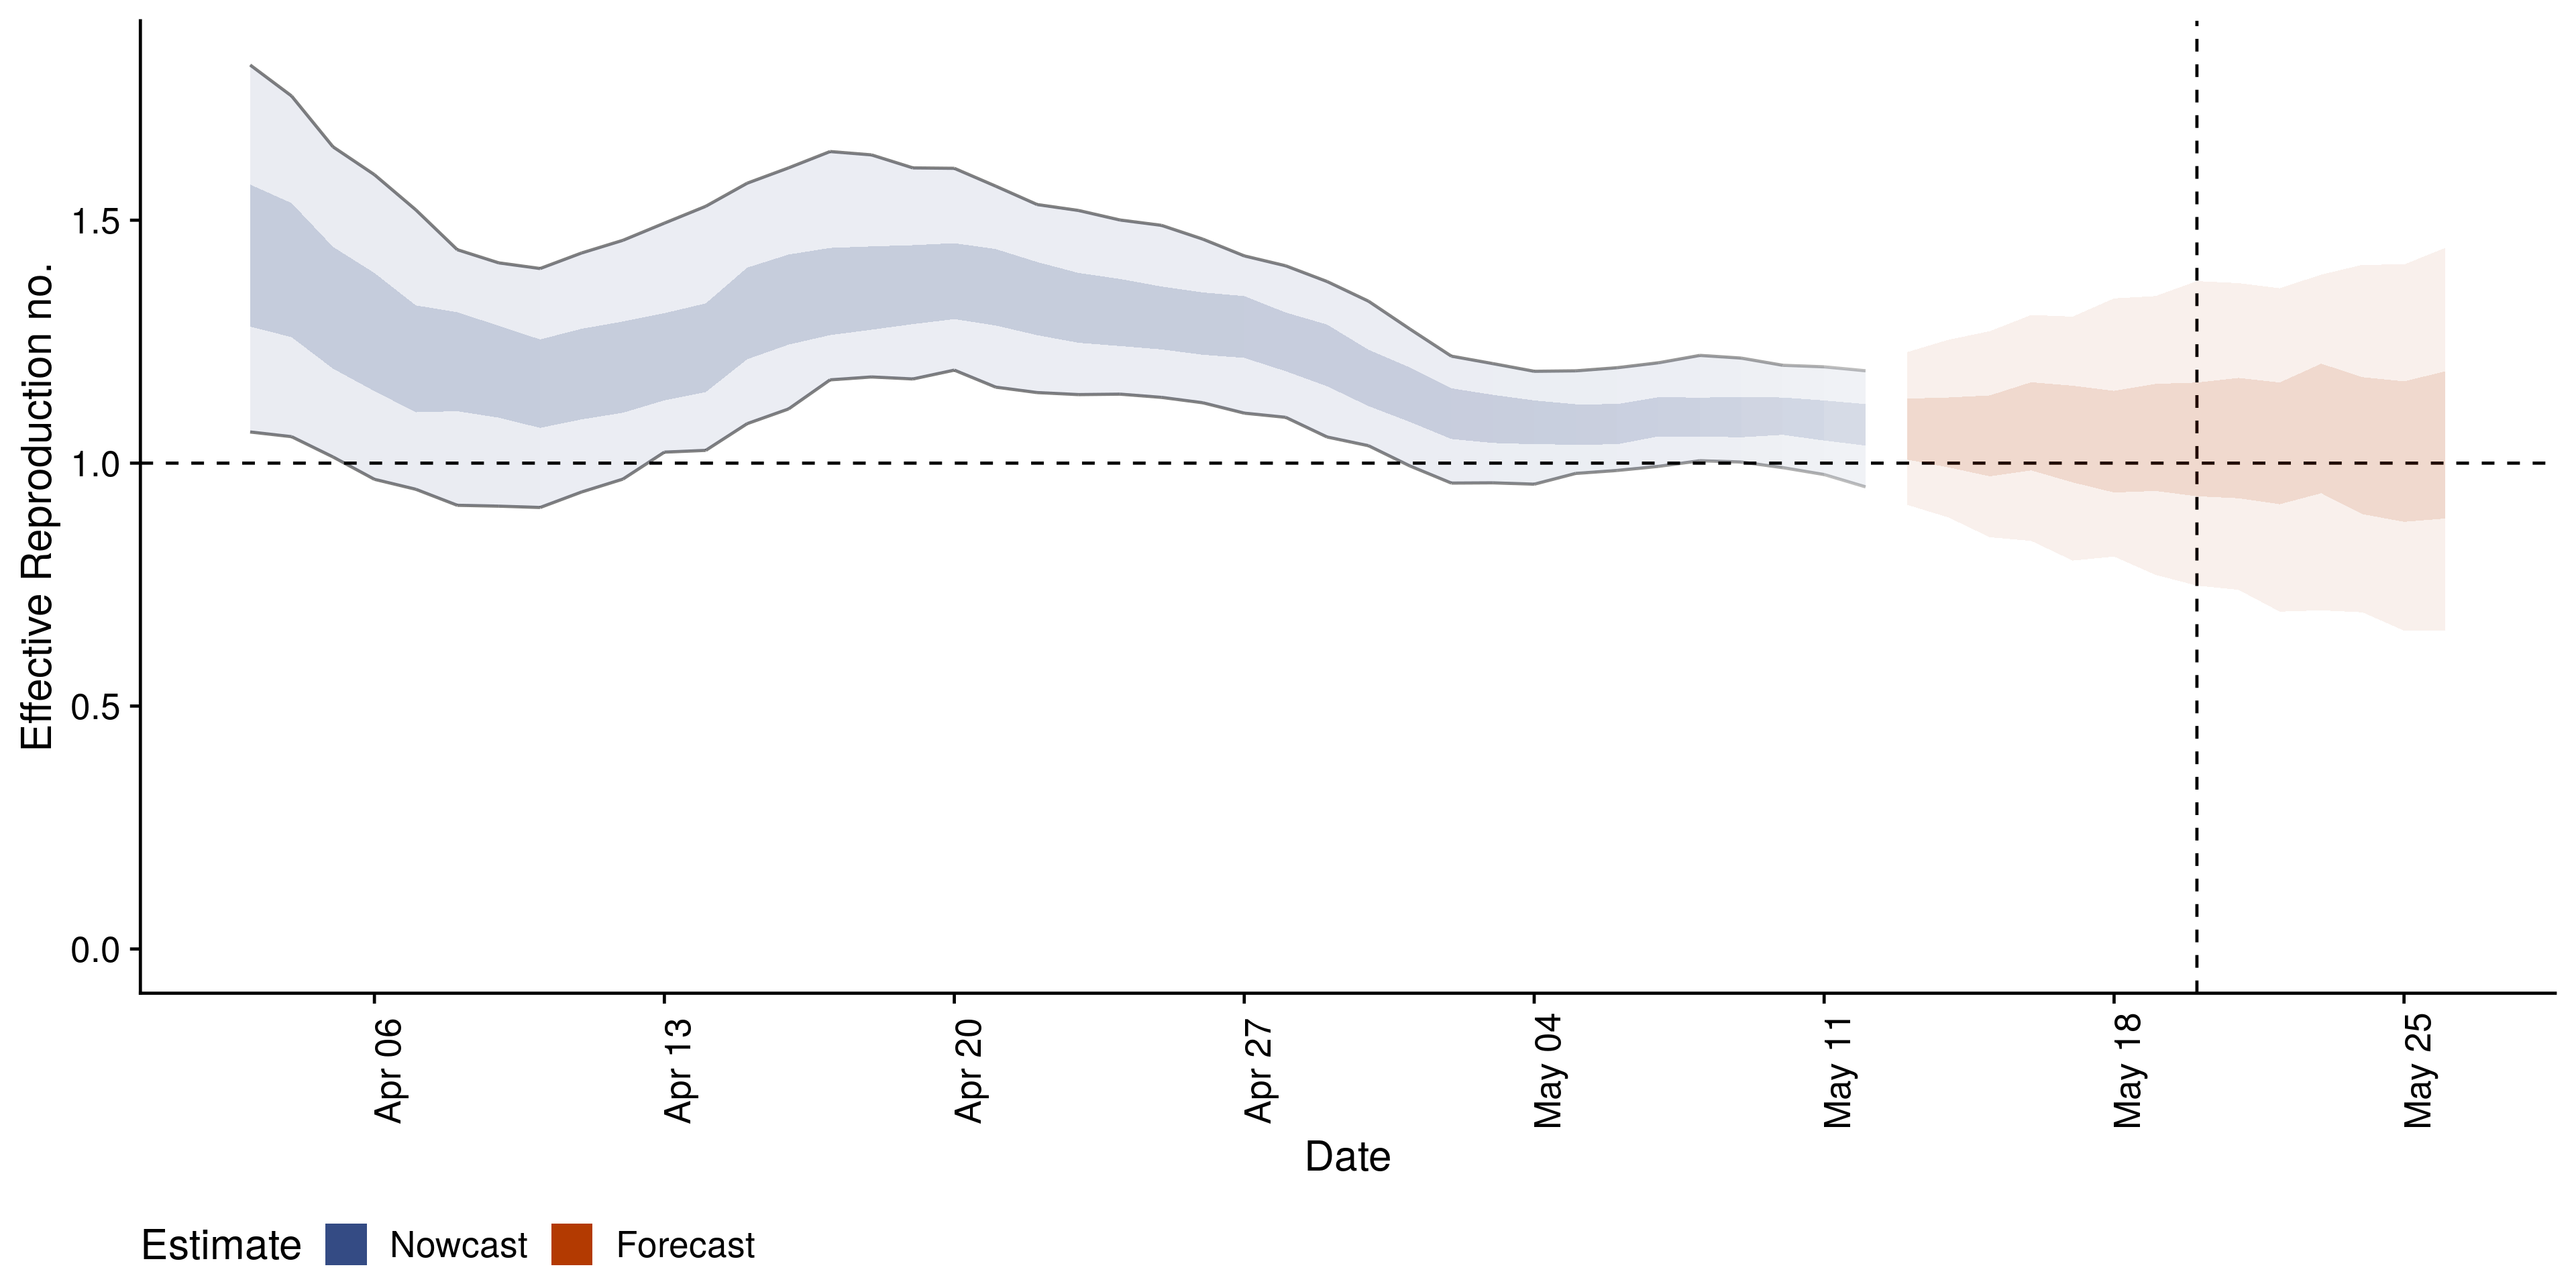 Effective Reproduction no.
1.5
1.0
0.5
0.0
Apr 06
Apr 13
Apr 20
Apr 27
May 04
May 11
May 18
May 25
Date
Estimate Nowcast Forecast